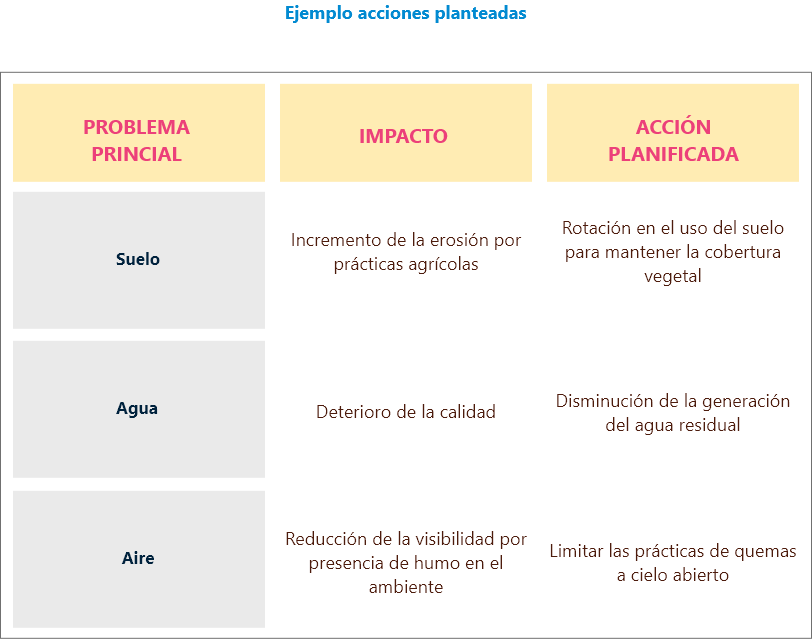 Ejemplo acciones planteadas
PROBLEMA
PRINCIAL
IMPACTO
ACCIÓN
PLANIFICADA
Suelo
Incremento de la erosión por
prácticas agrícolas
Rotación en el uso del suelo
para mantener la cobertura
vegetal
Agua
Deterioro de la calidad
Disminución de la generación
del agua residual
Aire
Reducción de la visibilidad por
presencia de humo en el
ambiente
Limitar las prácticas de quemas
a cielo abierto